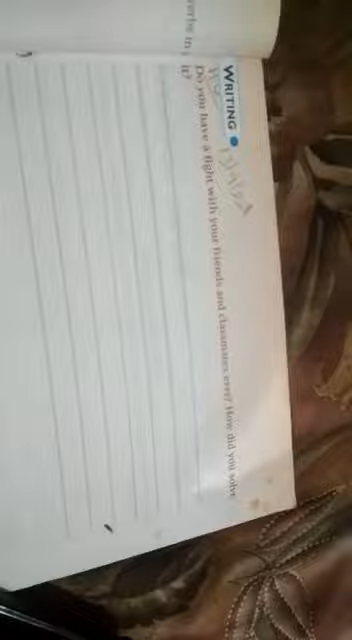 WRITING
Do you have a fight with your friends and classmates ever? How did you solve
it?